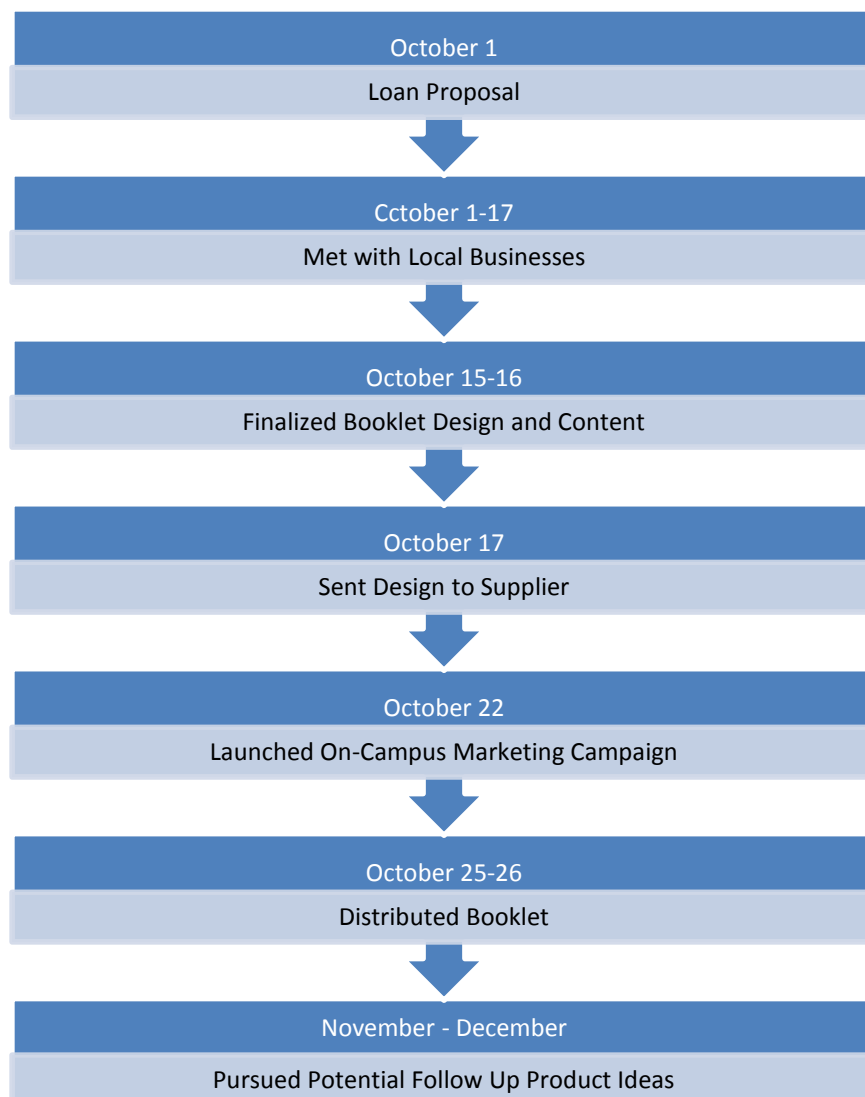 October 1
Loan Proposal
Cctober 1-17
Met with Local Businesses
October 15-16
Finalized Booklet Design and Content
October 17
Sent Design to Supplier
October 22
Launched On-Campus Marketing Campaign
October 25-26
Distributed Booklet
November - December
Pursued Potential Follow Up Product Ideas